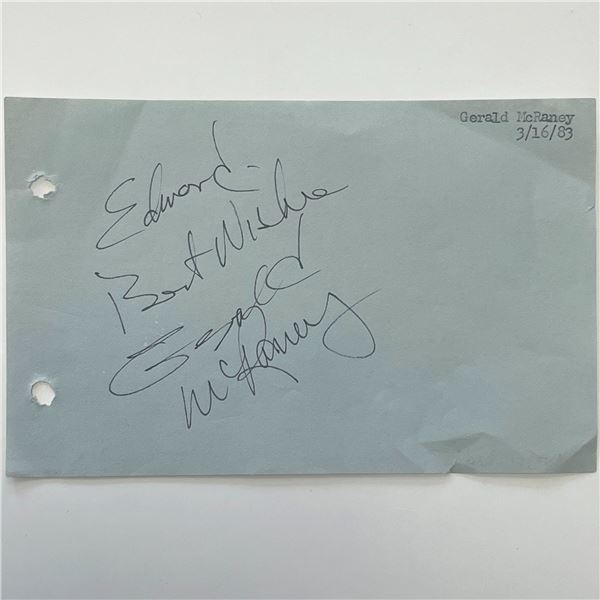 Gerald McRaney
3/16/83
Edward-
Best Wishes
Gerald
McRaney